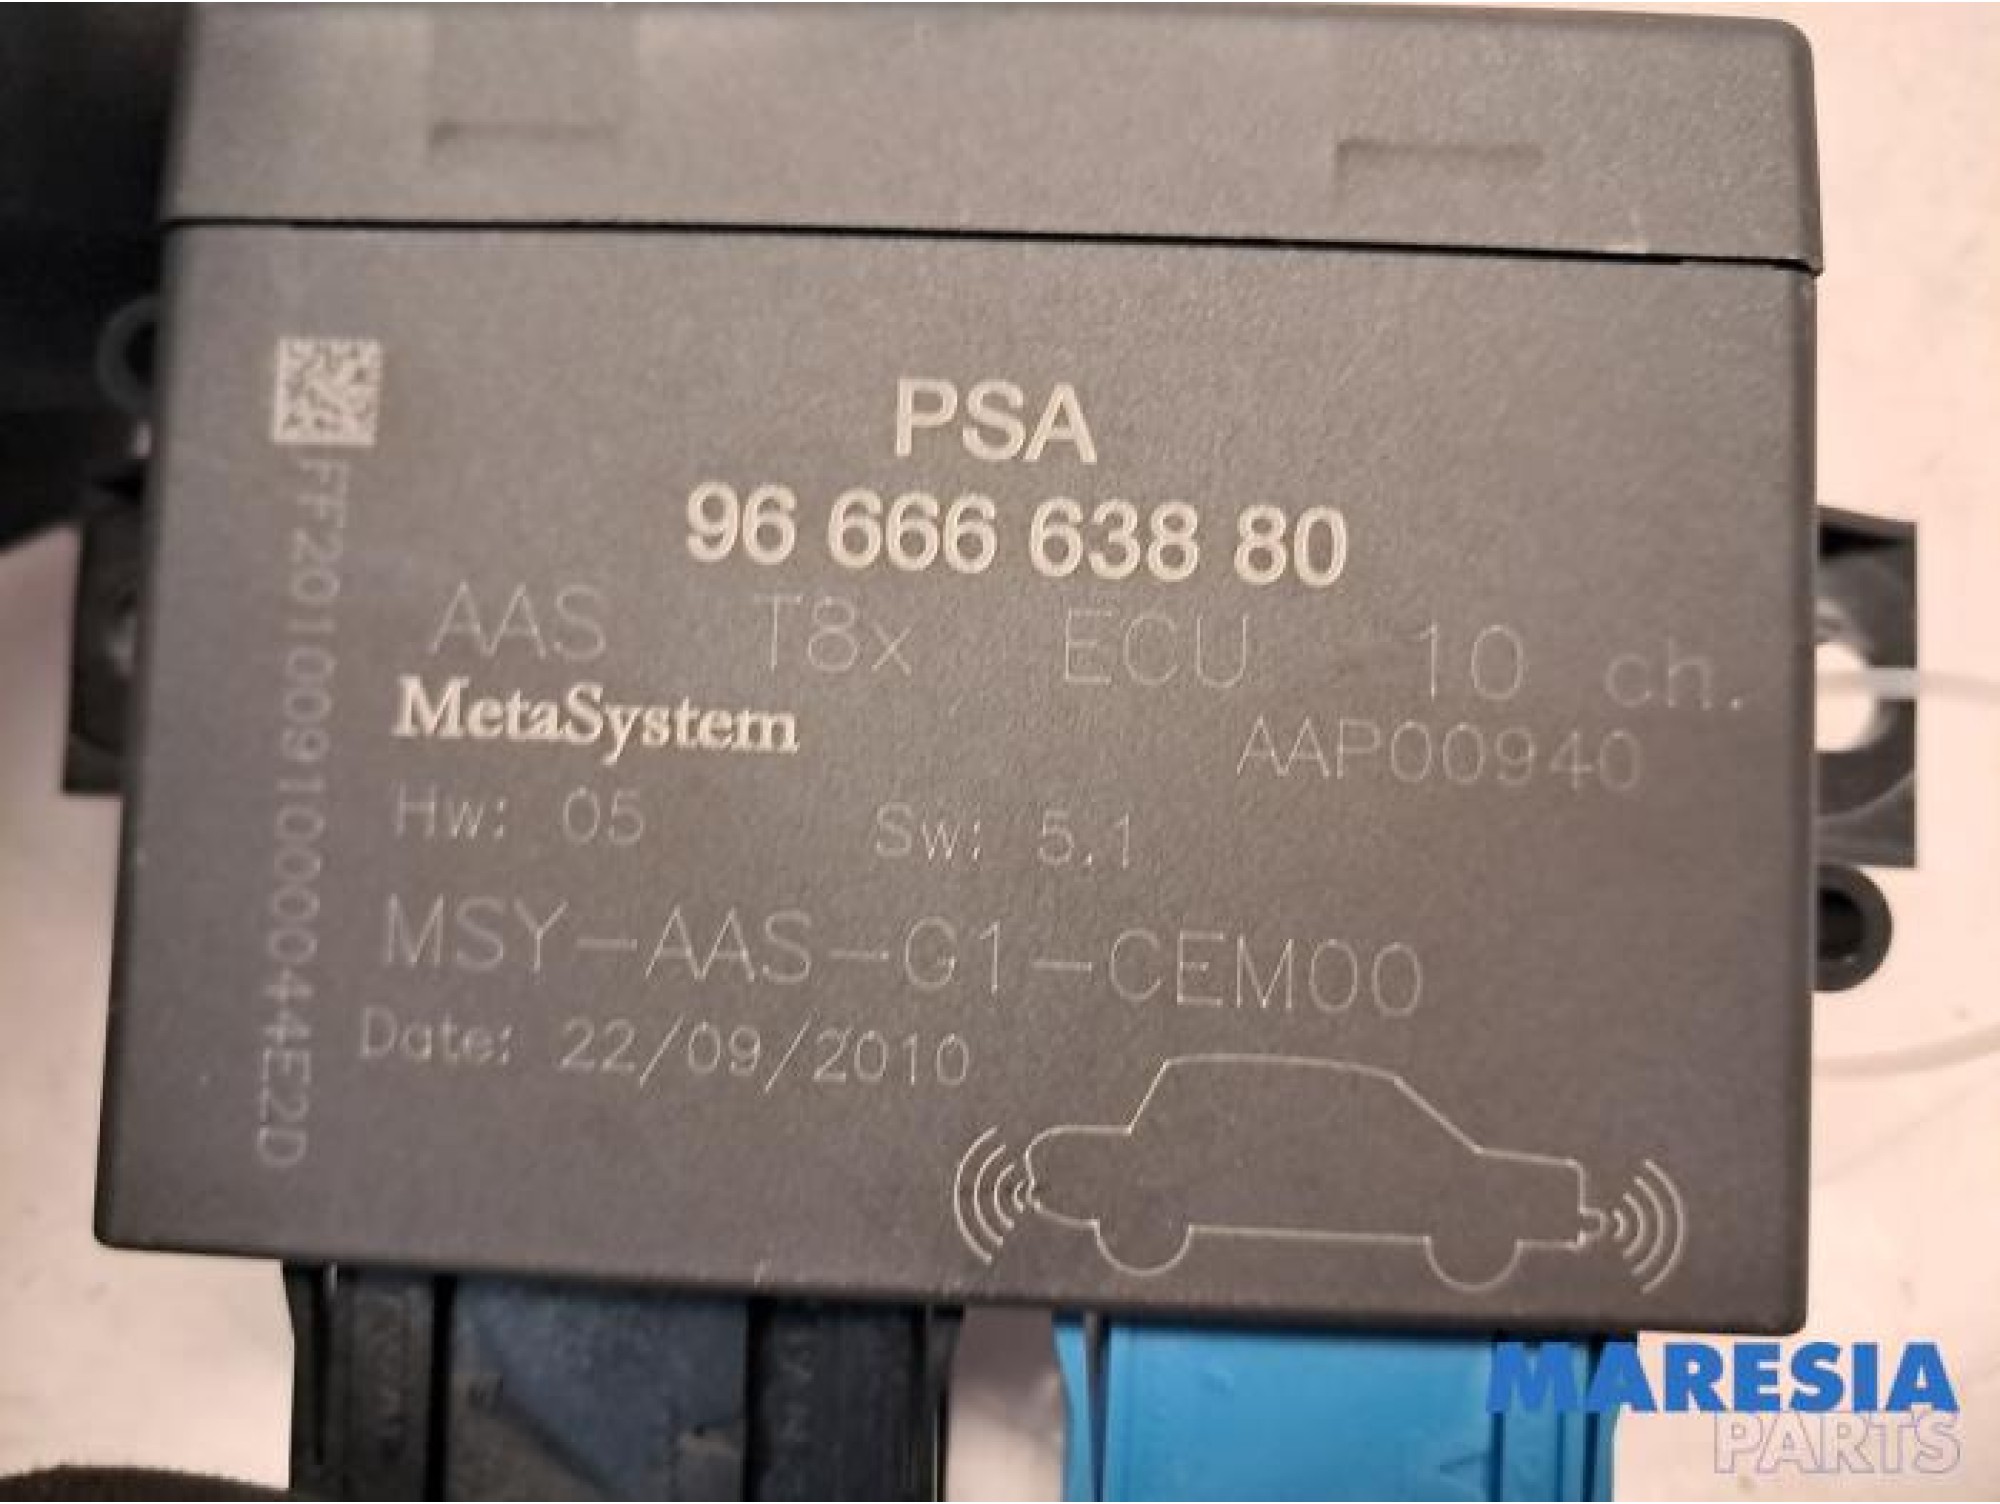 PSA
96 666 638 80
AAS T8x ECU 10 ch.
MetaSystem AAP00940
Hw: 05 Sw: 5.1
MSY-AAS-G1-CEM00
Date: 22/09/2010
FF2010091000044E2D
MARESIA
PARTS